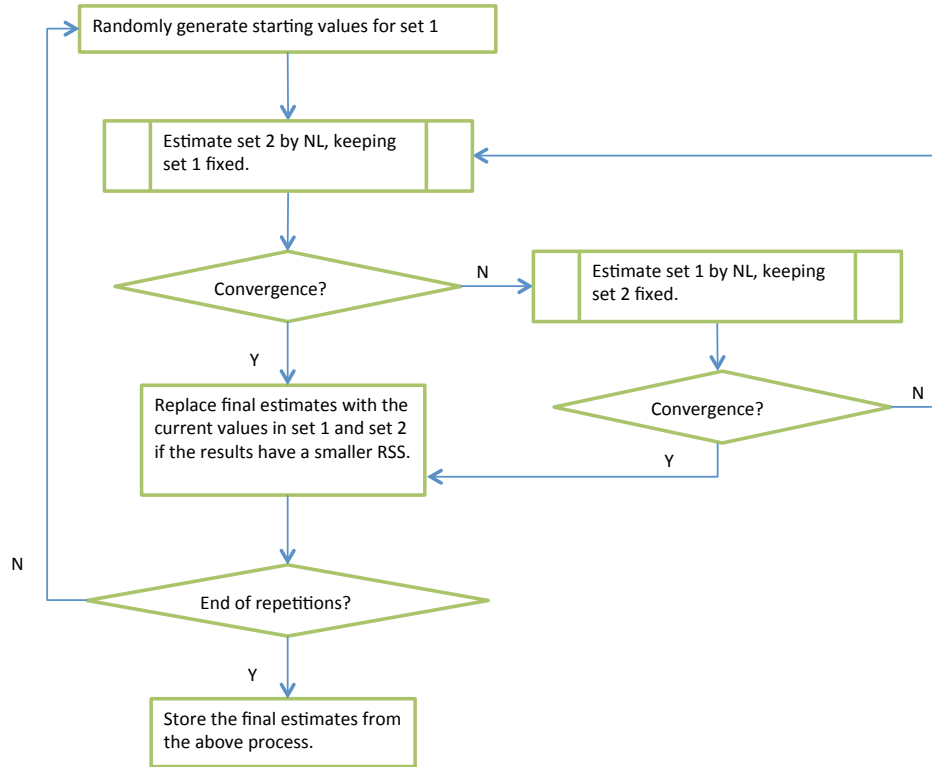 Randomly generate starting values for set 1
Estimate set 2 by NL, keeping
set 1 fixed.
Convergence?
N
Estimate set 1 by NL, keeping
set 2 fixed.
Y
Replace final estimates with the
current values in set 1 and set 2
if the results have a smaller RSS.
Convergence?
N
Y
N
End of repetitions?
Y
Store the final estimates from
the above process.